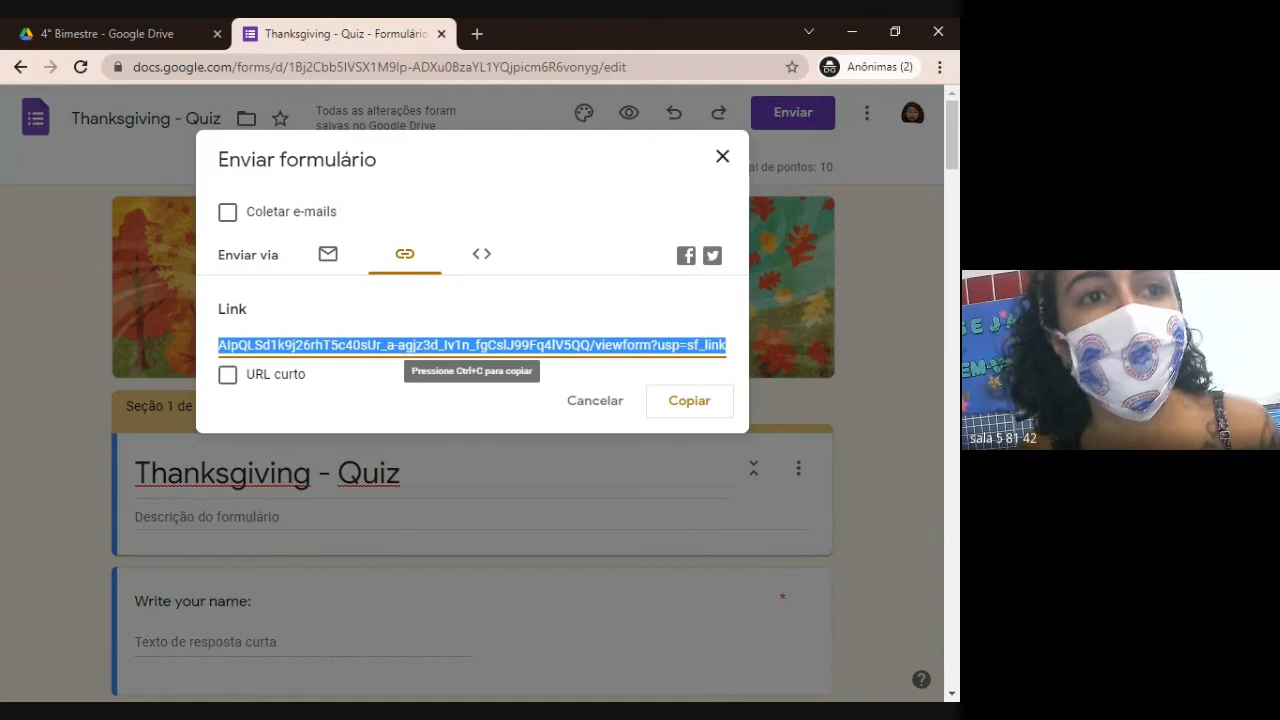 4° Bimestre - Google Drive
Thanksgiving - Quiz - Formulário
docs.google.com/forms/d/1Bj2Cbb5lVSX1M9Ip-ADXu0BzaYL1YQjpicm6R6vonyg/edit
Anônimas (2)
Thanksgiving - Quiz
Todas as alterações foram
salvas no Google Drive
Enviar
al de pontos: 10
Enviar formulário
Coletar e-mails
Enviar via
Link
AIpQLSd1k9j26rhT5c40sUr_a-agjz3d_Iv1n_fgCslJ99Fq4lV5QQ/viewform?usp=sf_link
Pressione Ctrl+C para copiar
URL curto
Cancelar
Copiar
Seção 1 de
Thanksgiving - Quiz
Descrição do formulário
Write your name:
*
Texto de resposta curta
SEJA
sala 5 81 42